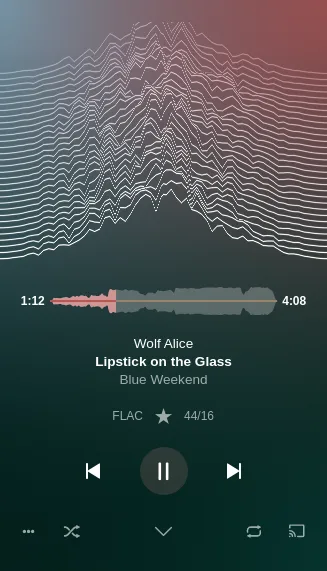 1:12 4:08
Wolf Alice
Lipstick on the Glass
Blue Weekend
FLAC 44/16